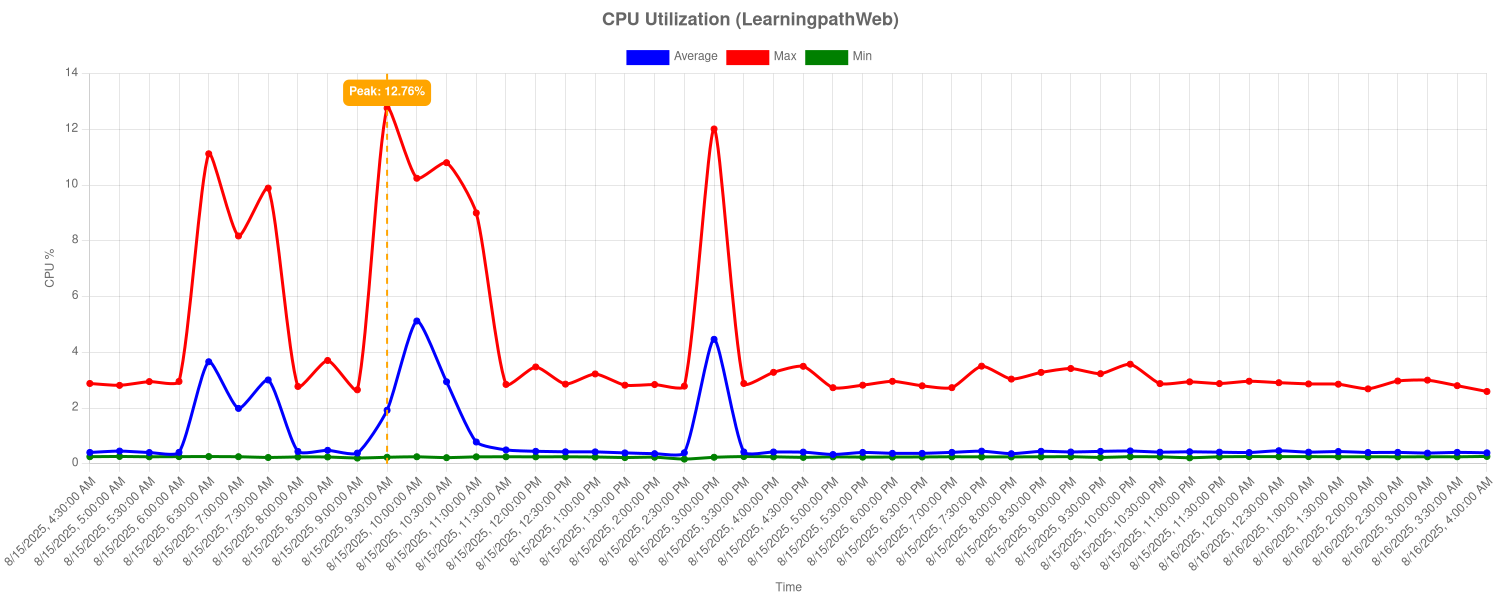 CPU Utilization (LearningpathWeb)
Average Max Min
Peak: 12.76%
14
12
10
8
6
4
2
0
CPU %
8/15/2025, 4:30:00 AM
8/15/2025, 5:00:00 AM
8/15/2025, 5:30:00 AM
8/15/2025, 6:00:00 AM
8/15/2025, 6:30:00 AM
8/15/2025, 7:00:00 AM
8/15/2025, 7:30:00 AM
8/15/2025, 8:00:00 AM
8/15/2025, 8:30:00 AM
8/15/2025, 9:00:00 AM
8/15/2025, 9:30:00 AM
8/15/2025, 10:00:00 AM
8/15/2025, 10:30:00 AM
8/15/2025, 11:00:00 AM
8/15/2025, 11:30:00 AM
8/15/2025, 12:00:00 PM
8/15/2025, 12:30:00 PM
8/15/2025, 1:00:00 PM
8/15/2025, 1:30:00 PM
8/15/2025, 2:00:00 PM
8/15/2025, 2:30:00 PM
8/15/2025, 3:00:00 PM
8/15/2025, 3:30:00 PM
8/15/2025, 4:00:00 PM
8/15/2025, 4:30:00 PM
8/15/2025, 5:00:00 PM
8/15/2025, 5:30:00 PM
8/15/2025, 6:00:00 PM
8/15/2025, 6:30:00 PM
8/15/2025, 7:00:00 PM
8/15/2025, 7:30:00 PM
8/15/2025, 8:00:00 PM
8/15/2025, 8:30:00 PM
8/15/2025, 9:00:00 PM
8/15/2025, 9:30:00 PM
8/15/2025, 10:00:00 PM
8/15/2025, 10:30:00 PM
8/15/2025, 11:00:00 PM
8/15/2025, 11:30:00 PM
8/16/2025, 12:00:00 AM
8/16/2025, 12:30:00 AM
8/16/2025, 1:00:00 AM
8/16/2025, 1:30:00 AM
8/16/2025, 2:00:00 AM
8/16/2025, 2:30:00 AM
8/16/2025, 3:00:00 AM
8/16/2025, 3:30:00 AM
8/16/2025, 4:00:00 AM
Time